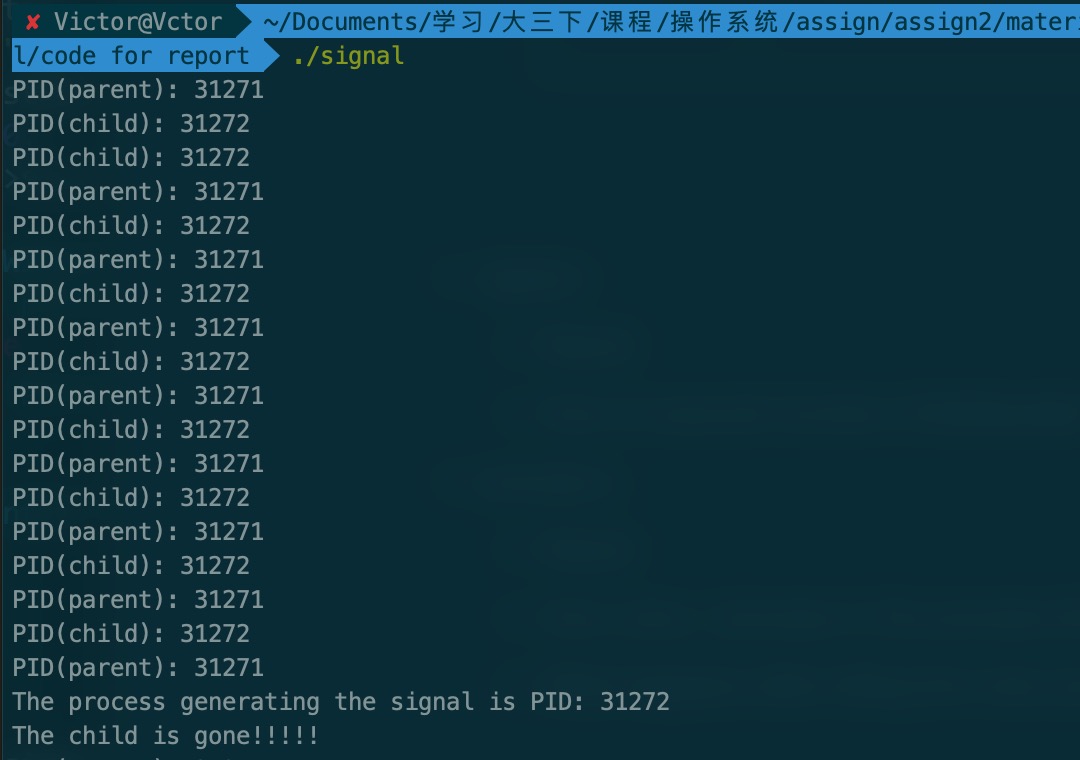 ✘ Victor@Vctor ~/Documents/学习/大三下/课程/操作系统/assign/assign2/materi
l/code for report ./signal
PID(parent): 31271
PID(child): 31272
PID(child): 31272
PID(parent): 31271
PID(child): 31272
PID(parent): 31271
PID(child): 31272
PID(parent): 31271
PID(child): 31272
PID(parent): 31271
PID(child): 31272
PID(parent): 31271
PID(child): 31272
PID(parent): 31271
PID(child): 31272
PID(parent): 31271
PID(child): 31272
PID(parent): 31271
The process generating the signal is PID: 31272
The child is gone!!!!!